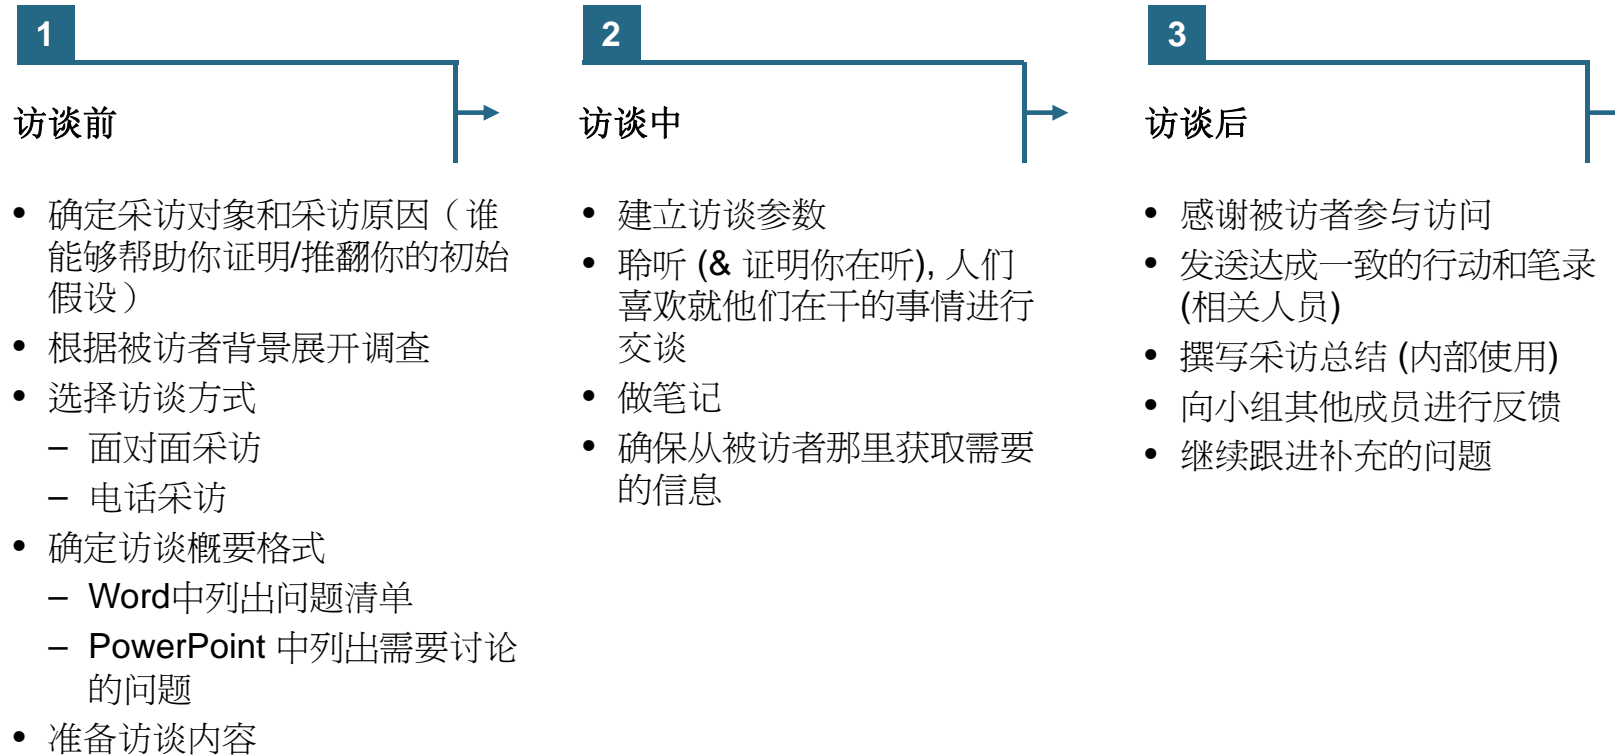 1
访谈前
• 确定采访对象和采访原因（谁
能够帮助你证明/推翻你的初始
假设）
• 根据被访者背景展开调查
• 选择访谈方式
– 面对面采访
– 电话采访
• 确定访谈概要格式
– Word中列出问题清单
– PowerPoint 中列出需要讨论
的问题
• 准备访谈内容
2
访谈中
• 建立访谈参数
• 聆听 (& 证明你在听), 人们
喜欢就他们在干的事情进行
交谈
• 做笔记
• 确保从被访者那里获取需要
的信息
3
访谈后
• 感谢被访者参与访问
• 发送达成一致的行动和笔录
(相关人员)
• 撰写采访总结 (内部使用)
• 向小组其他成员进行反馈
• 继续跟进补充的问题